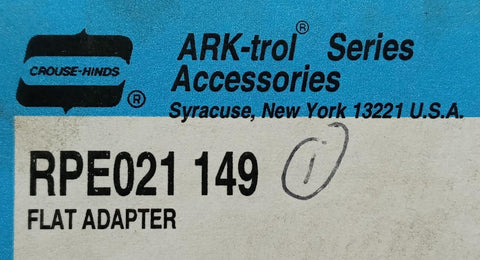 CROUSE-HINDS
®
ARK-trol® Series
Accessories
Syracuse, New York 13221 U.S.A.
RPE021 149 1
FLAT ADAPTER